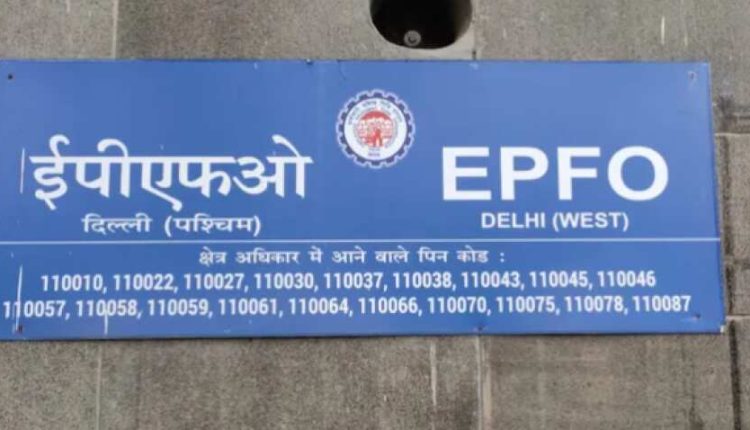 ईपीएफओ
दिल्ली (पश्चिम)
EPFO
DELHI (WEST)
क्षेत्र अधिकार में आने वाले पिन कोड :
110010, 110022, 110027, 110030, 110037, 110038, 110043, 110045, 110046
110057, 110058, 110059, 110061, 110064, 110066, 110070, 110075, 110078, 110087